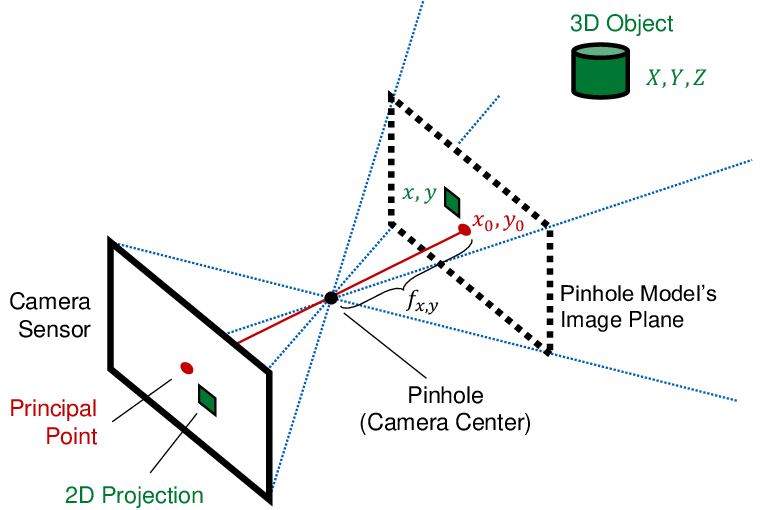 3D Object
X, Y, Z
x, y
x₀, y₀
Camera
Sensor
fₓ,ᵧ
Pinhole Model's
Image Plane
Pinhole
(Camera Center)
Principal
Point
2D Projection